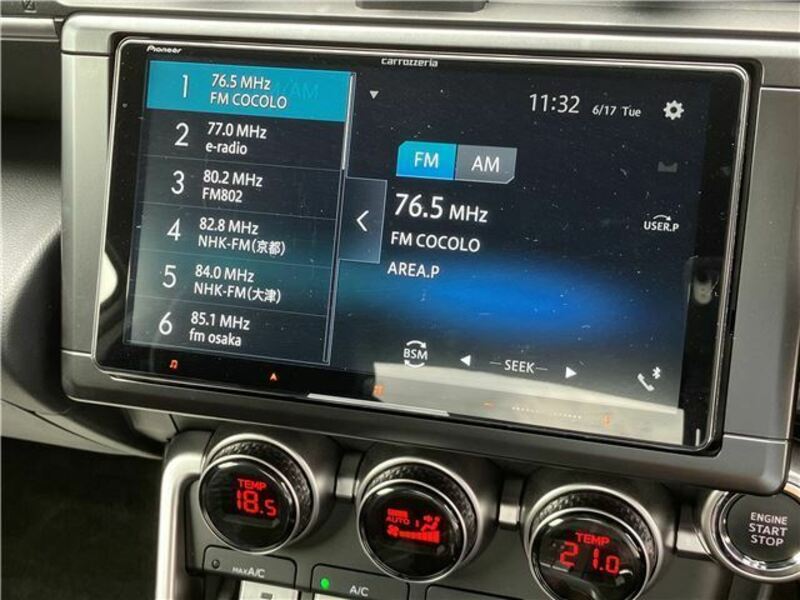 Pioneer
carrozzeria
1 76.5 MHz
FM COCOLO
2 77.0 MHz
e-radio
3 80.2 MHz
FM802
4 82.8 MHz
NHK-FM(京都)
5 84.0 MHz
NHK-FM(大津)
6 85.1 MHz
fm osaka
11:32 6/17 Tue
FM AM
76.5 MHz
FM COCOLO
AREA.P
USER.P
BSM
SEEK
TEMP
18.5
AUTO
TEMP
21.0
MAX A/C
A/C
ENGINE
START
STOP